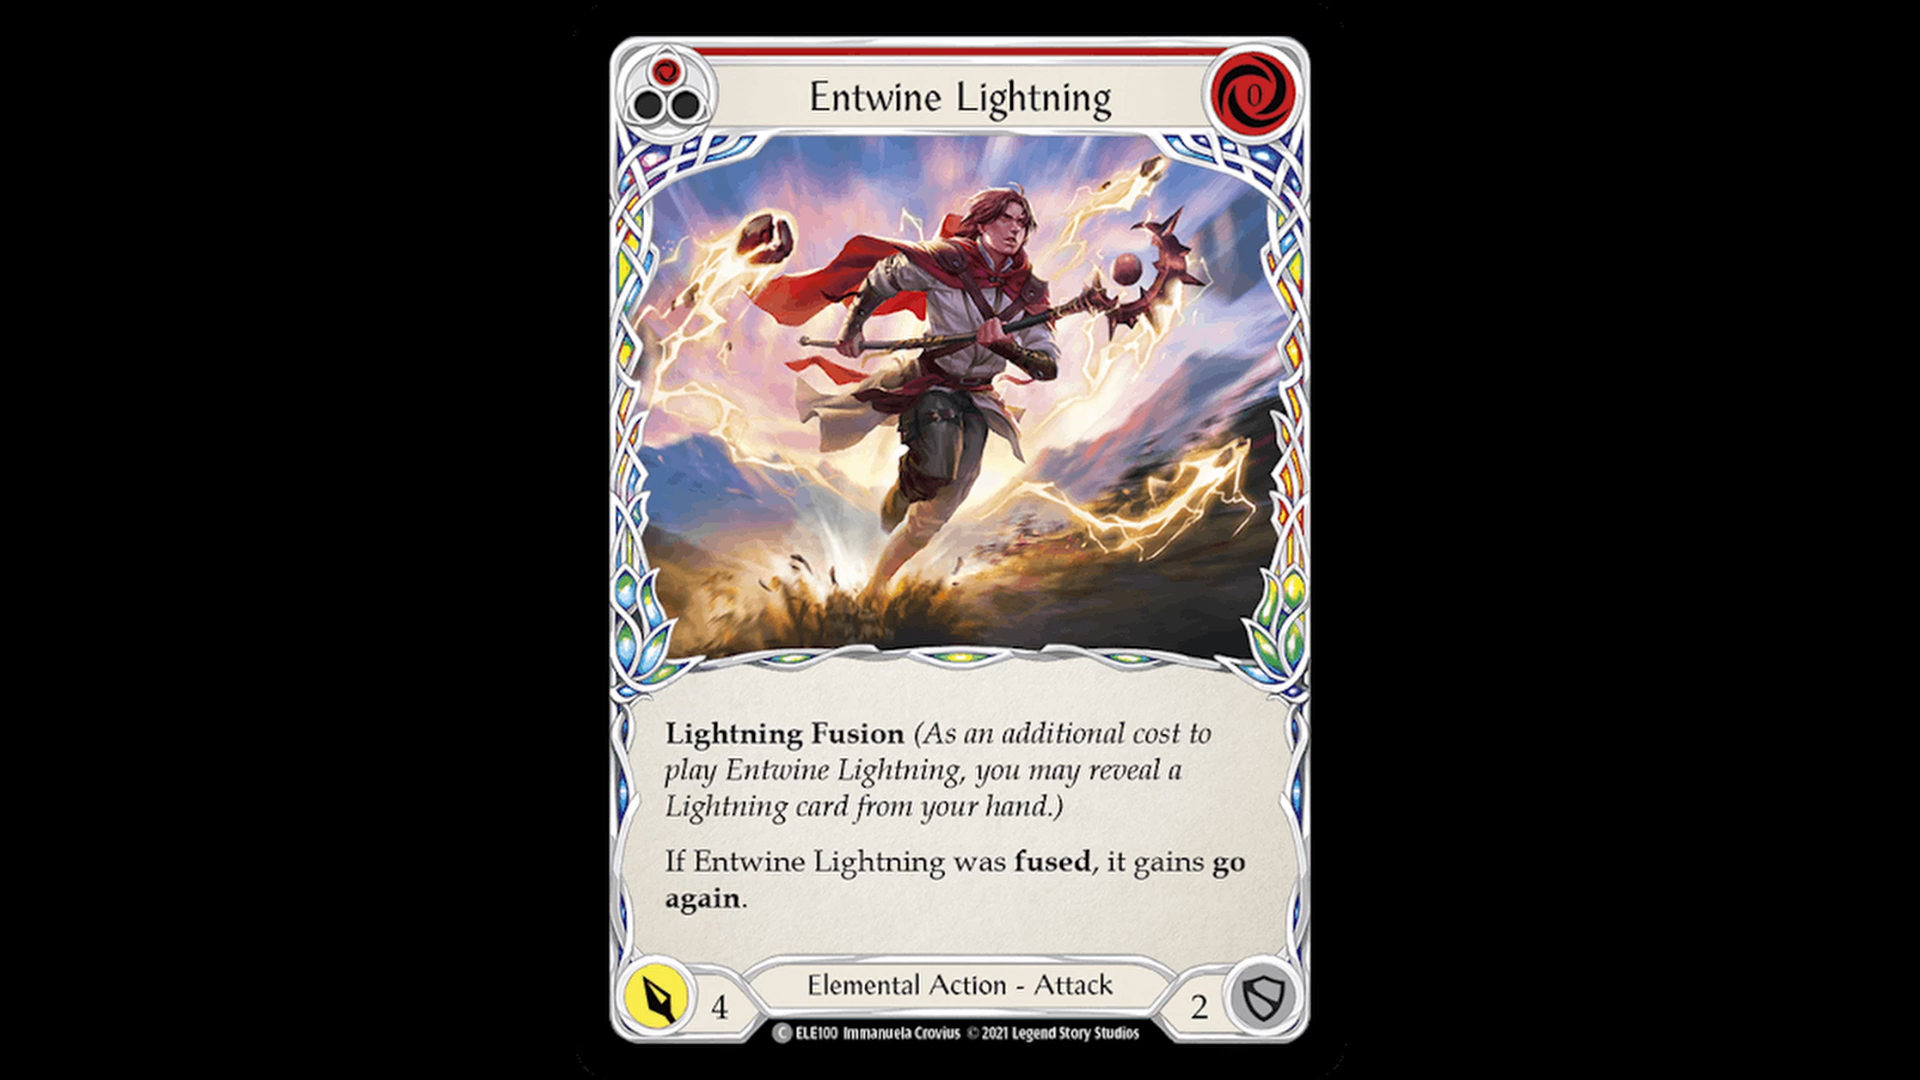 Entwine Lightning
0
Lightning Fusion (As an additional cost to
play Entwine Lightning, you may reveal a
Lightning card from your hand.)
If Entwine Lightning was fused, it gains go
again.
4
Elemental Action - Attack
2
C ELE100 Immanuela Crovius © 2021 Legend Story Studios